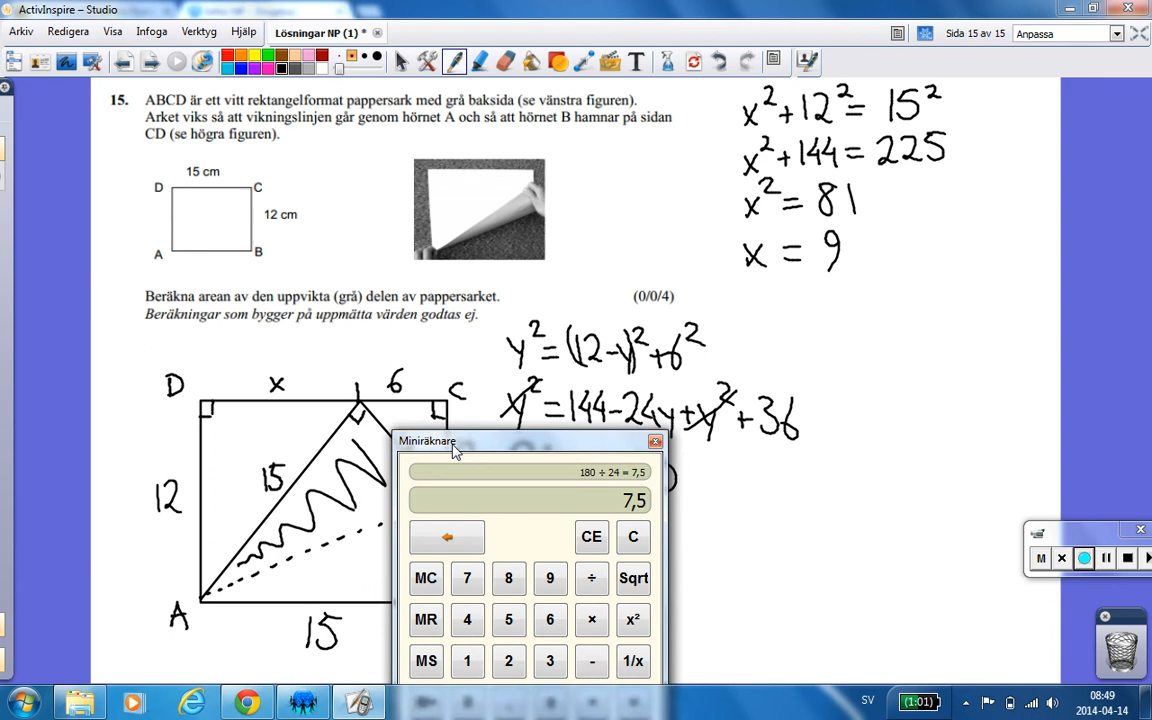 ActivInspire – Studio
Arkiv Redigera Visa Infoga Verktyg Hjälp Lösningar NP (1) * Sida 15 av 15 Anpassa
15. ABCD är ett vitt rektangelformat pappersark med grå baksida (se vänstra figuren).
Arket viks så att vikningslinjen går genom hörnet A och så att hörnet B hamnar på sidan
CD (se högra figuren).
15 cm
D C
12 cm
A B
Beräkna arean av den uppvikta (grå) delen av pappersarket. (0/0/4)
Beräkningar som bygger på uppmätta värden godtas ej.
x² + 12² = 15²
x² + 144 = 225
x² = 81
x = 9
y² = (12-y)² + 6²
y² = 144 - 24y + y² + 36
D x 6 C
15
12
A
15
Miniräknare
180 ÷ 24 = 7,5
7,5
CE C
MC 7 8 9 ÷ Sqrt
MR 4 5 6 × x²
MS 1 2 3 - 1/x
M
SV (1:01) 08:49
2014-04-14